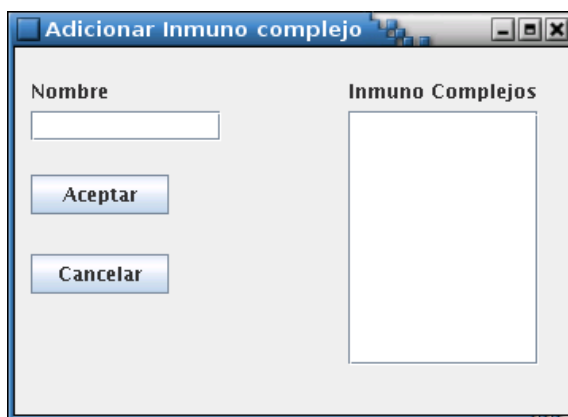 Adicionar Inmuno complejo
Nombre
Inmuno Complejos
Aceptar
Cancelar